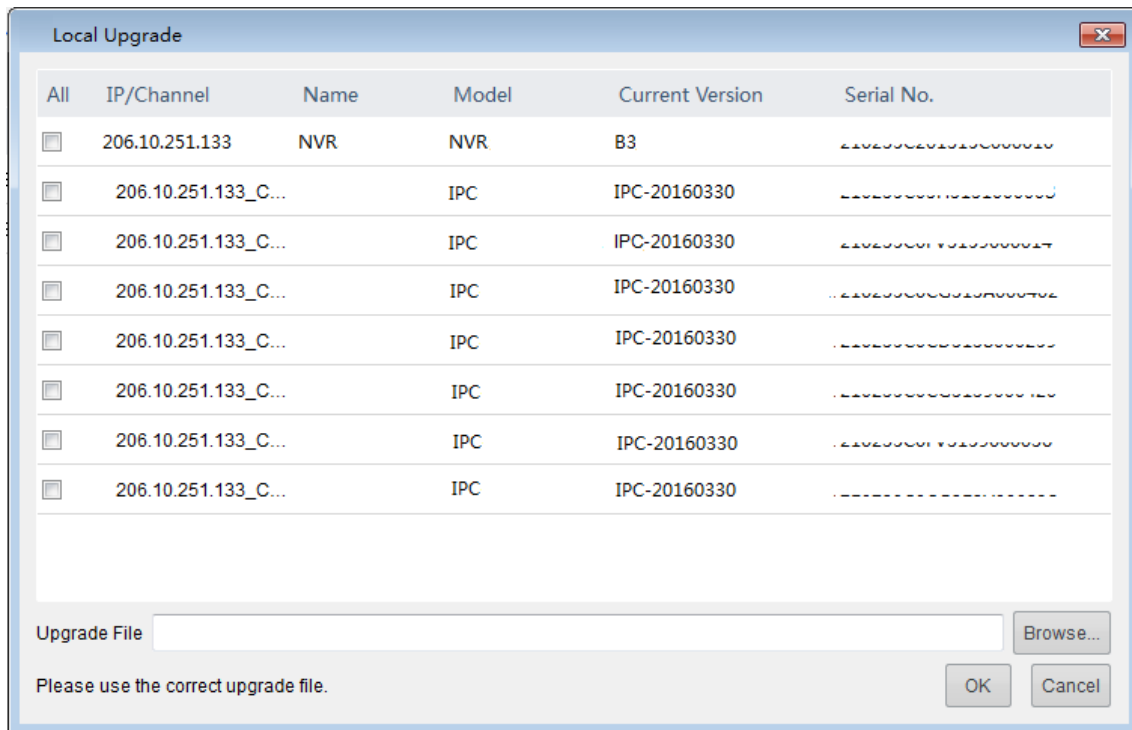 Local Upgrade
All IP/Channel Name Model Current Version Serial No.
206.10.251.133 NVR NVR B3
206.10.251.133_C... IPC IPC-20160330
206.10.251.133_C... IPC IPC-20160330
206.10.251.133_C... IPC IPC-20160330
206.10.251.133_C... IPC IPC-20160330
206.10.251.133_C... IPC IPC-20160330
206.10.251.133_C... IPC IPC-20160330
206.10.251.133_C... IPC IPC-20160330
Upgrade File Browse...
Please use the correct upgrade file. OK Cancel